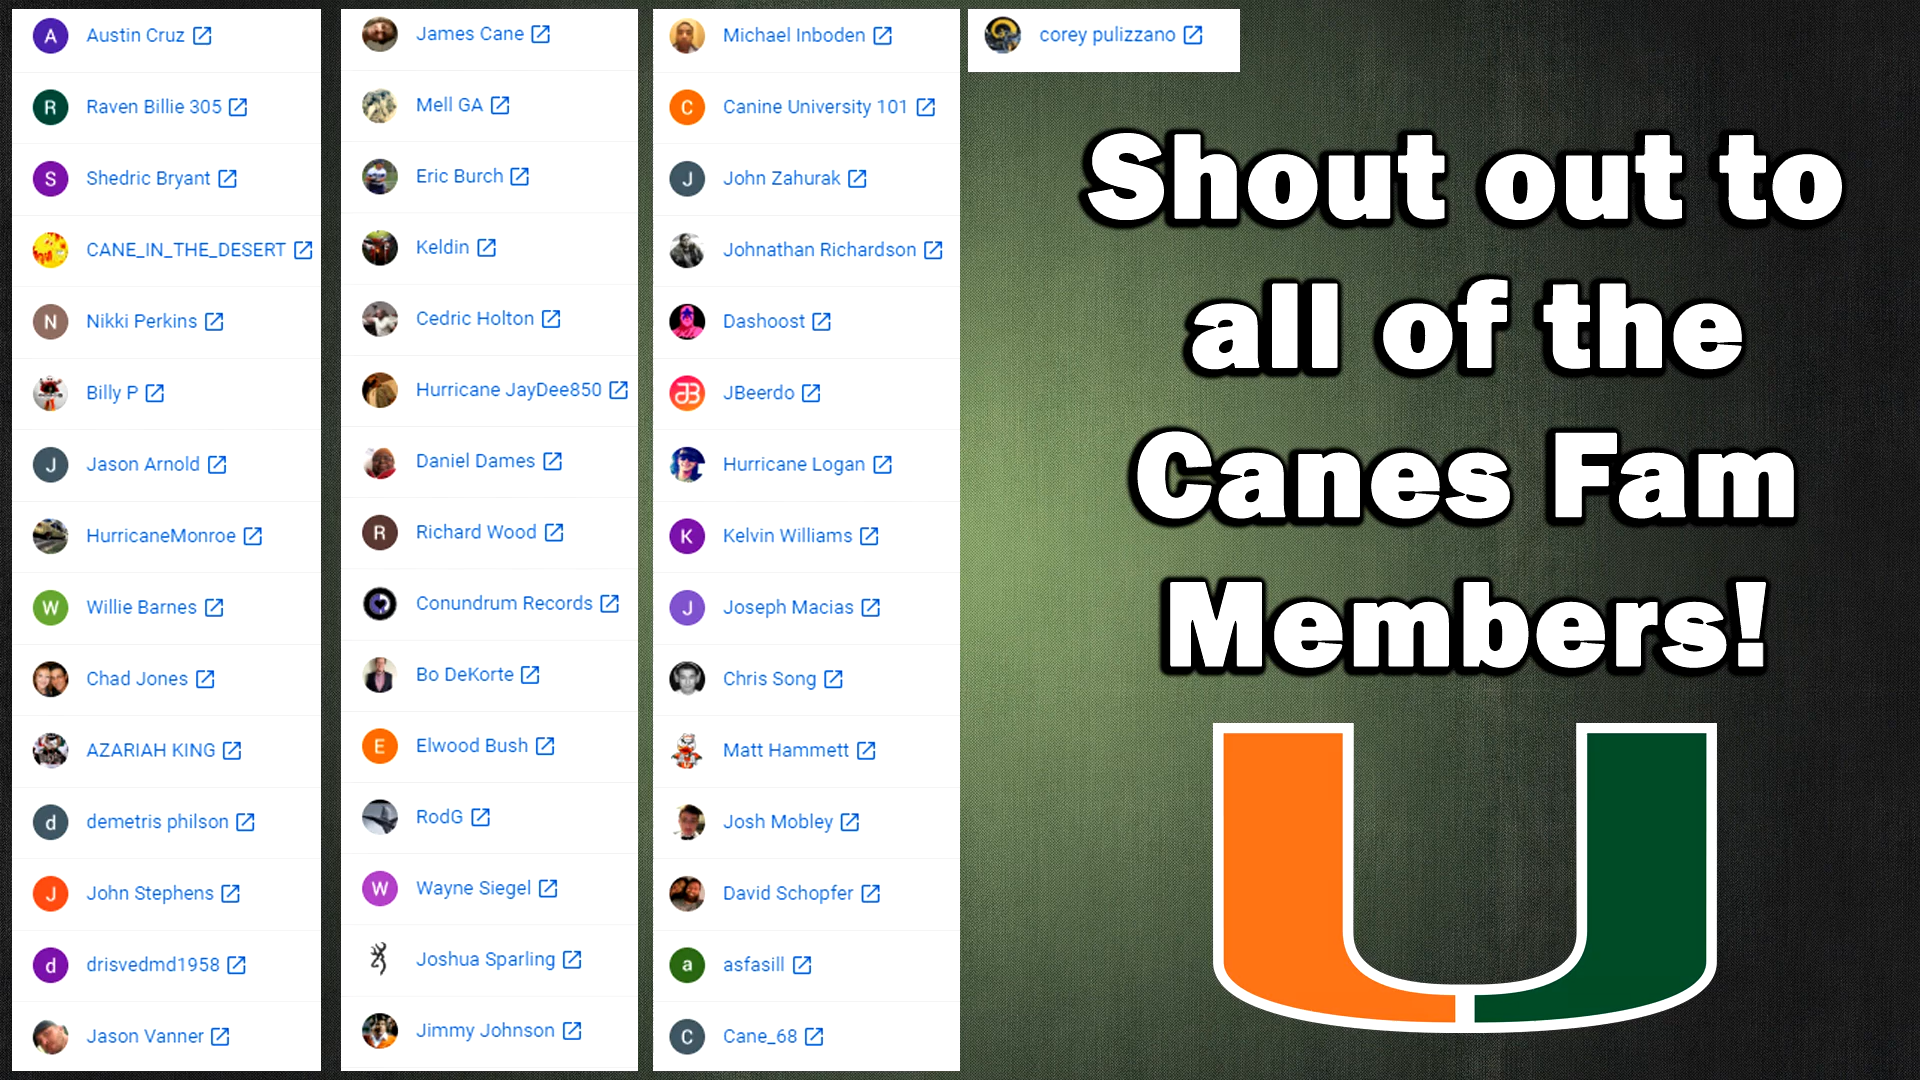 Austin Cruz
Raven Billie 305
Shedric Bryant
CANE_IN_THE_DESERT
Nikki Perkins
Billy P
Jason Arnold
HurricaneMonroe
Willie Barnes
Chad Jones
AZARIAH KING
demetris philson
John Stephens
drisvedmd1958
Jason Vanner
James Cane
Mell GA
Eric Burch
Keldin
Cedric Holton
Hurricane JayDee850
Daniel Dames
Richard Wood
Conundrum Records
Bo DeKorte
Elwood Bush
RodG
Wayne Siegel
Joshua Sparling
Jimmy Johnson
Michael Inboden
Canine University 101
John Zahurak
Johnathan Richardson
Dashoost
JBeerdo
Hurricane Logan
Kelvin Williams
Joseph Macias
Chris Song
Matt Hammett
Josh Mobley
David Schopfer
asfasill
Cane_68
corey pulizzano
Shout out to
all of the
Canes Fam
Members!